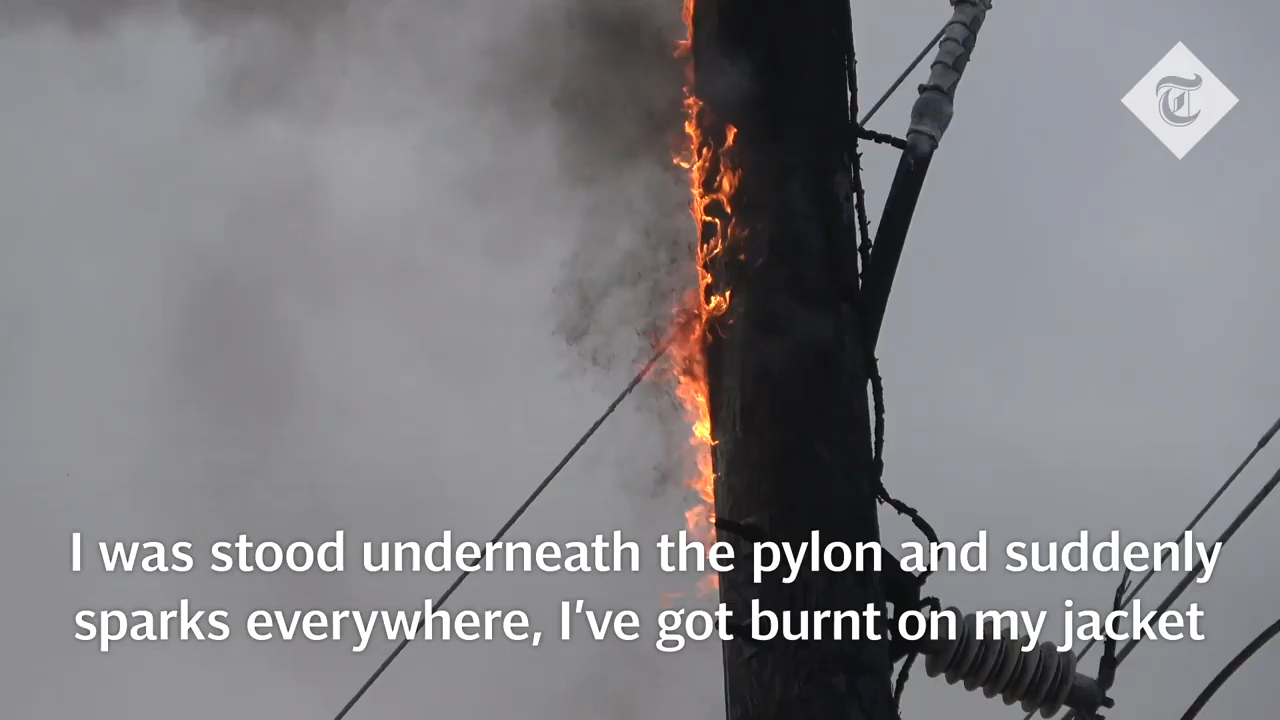 T
I was stood underneath the pylon and suddenly
sparks everywhere, I've got burnt on my jacket